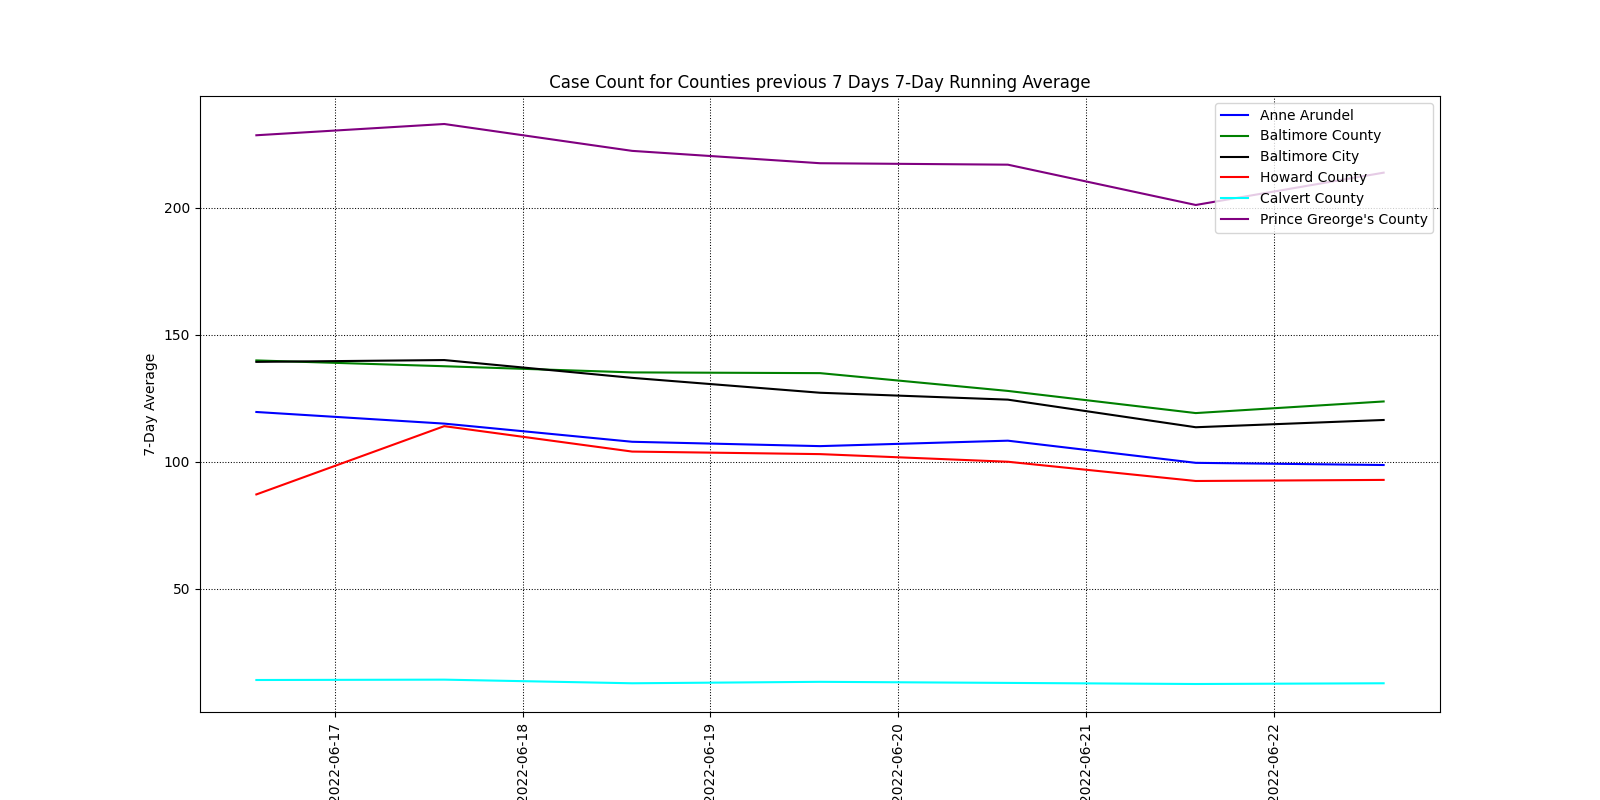 Case Count for Counties previous 7 Days 7-Day Running Average
Anne Arundel
Baltimore County
Baltimore City
Howard County
Calvert County
Prince Greorge's County
7-Day Average
200
150
100
50
2022-06-17
2022-06-18
2022-06-19
2022-06-20
2022-06-21
2022-06-22